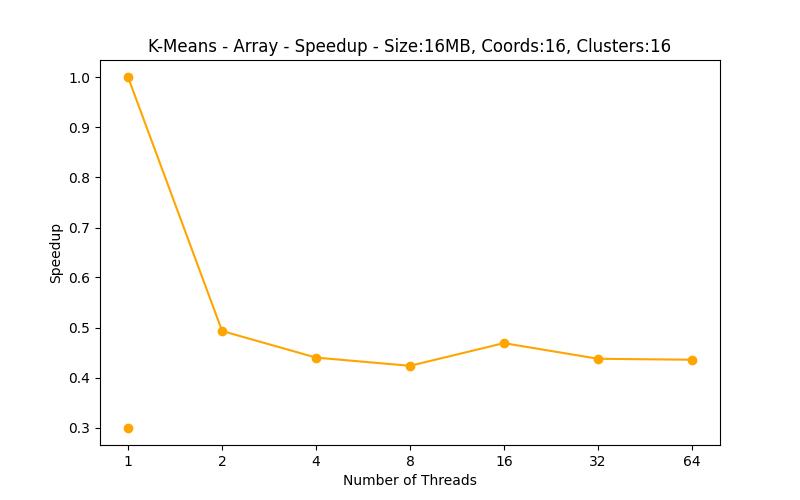 K-Means - Array - Speedup - Size:16MB, Coords:16, Clusters:16
1.0
0.9
0.8
0.7
0.6
0.5
0.4
0.3
Speedup
1 2 4 8 16 32 64
Number of Threads